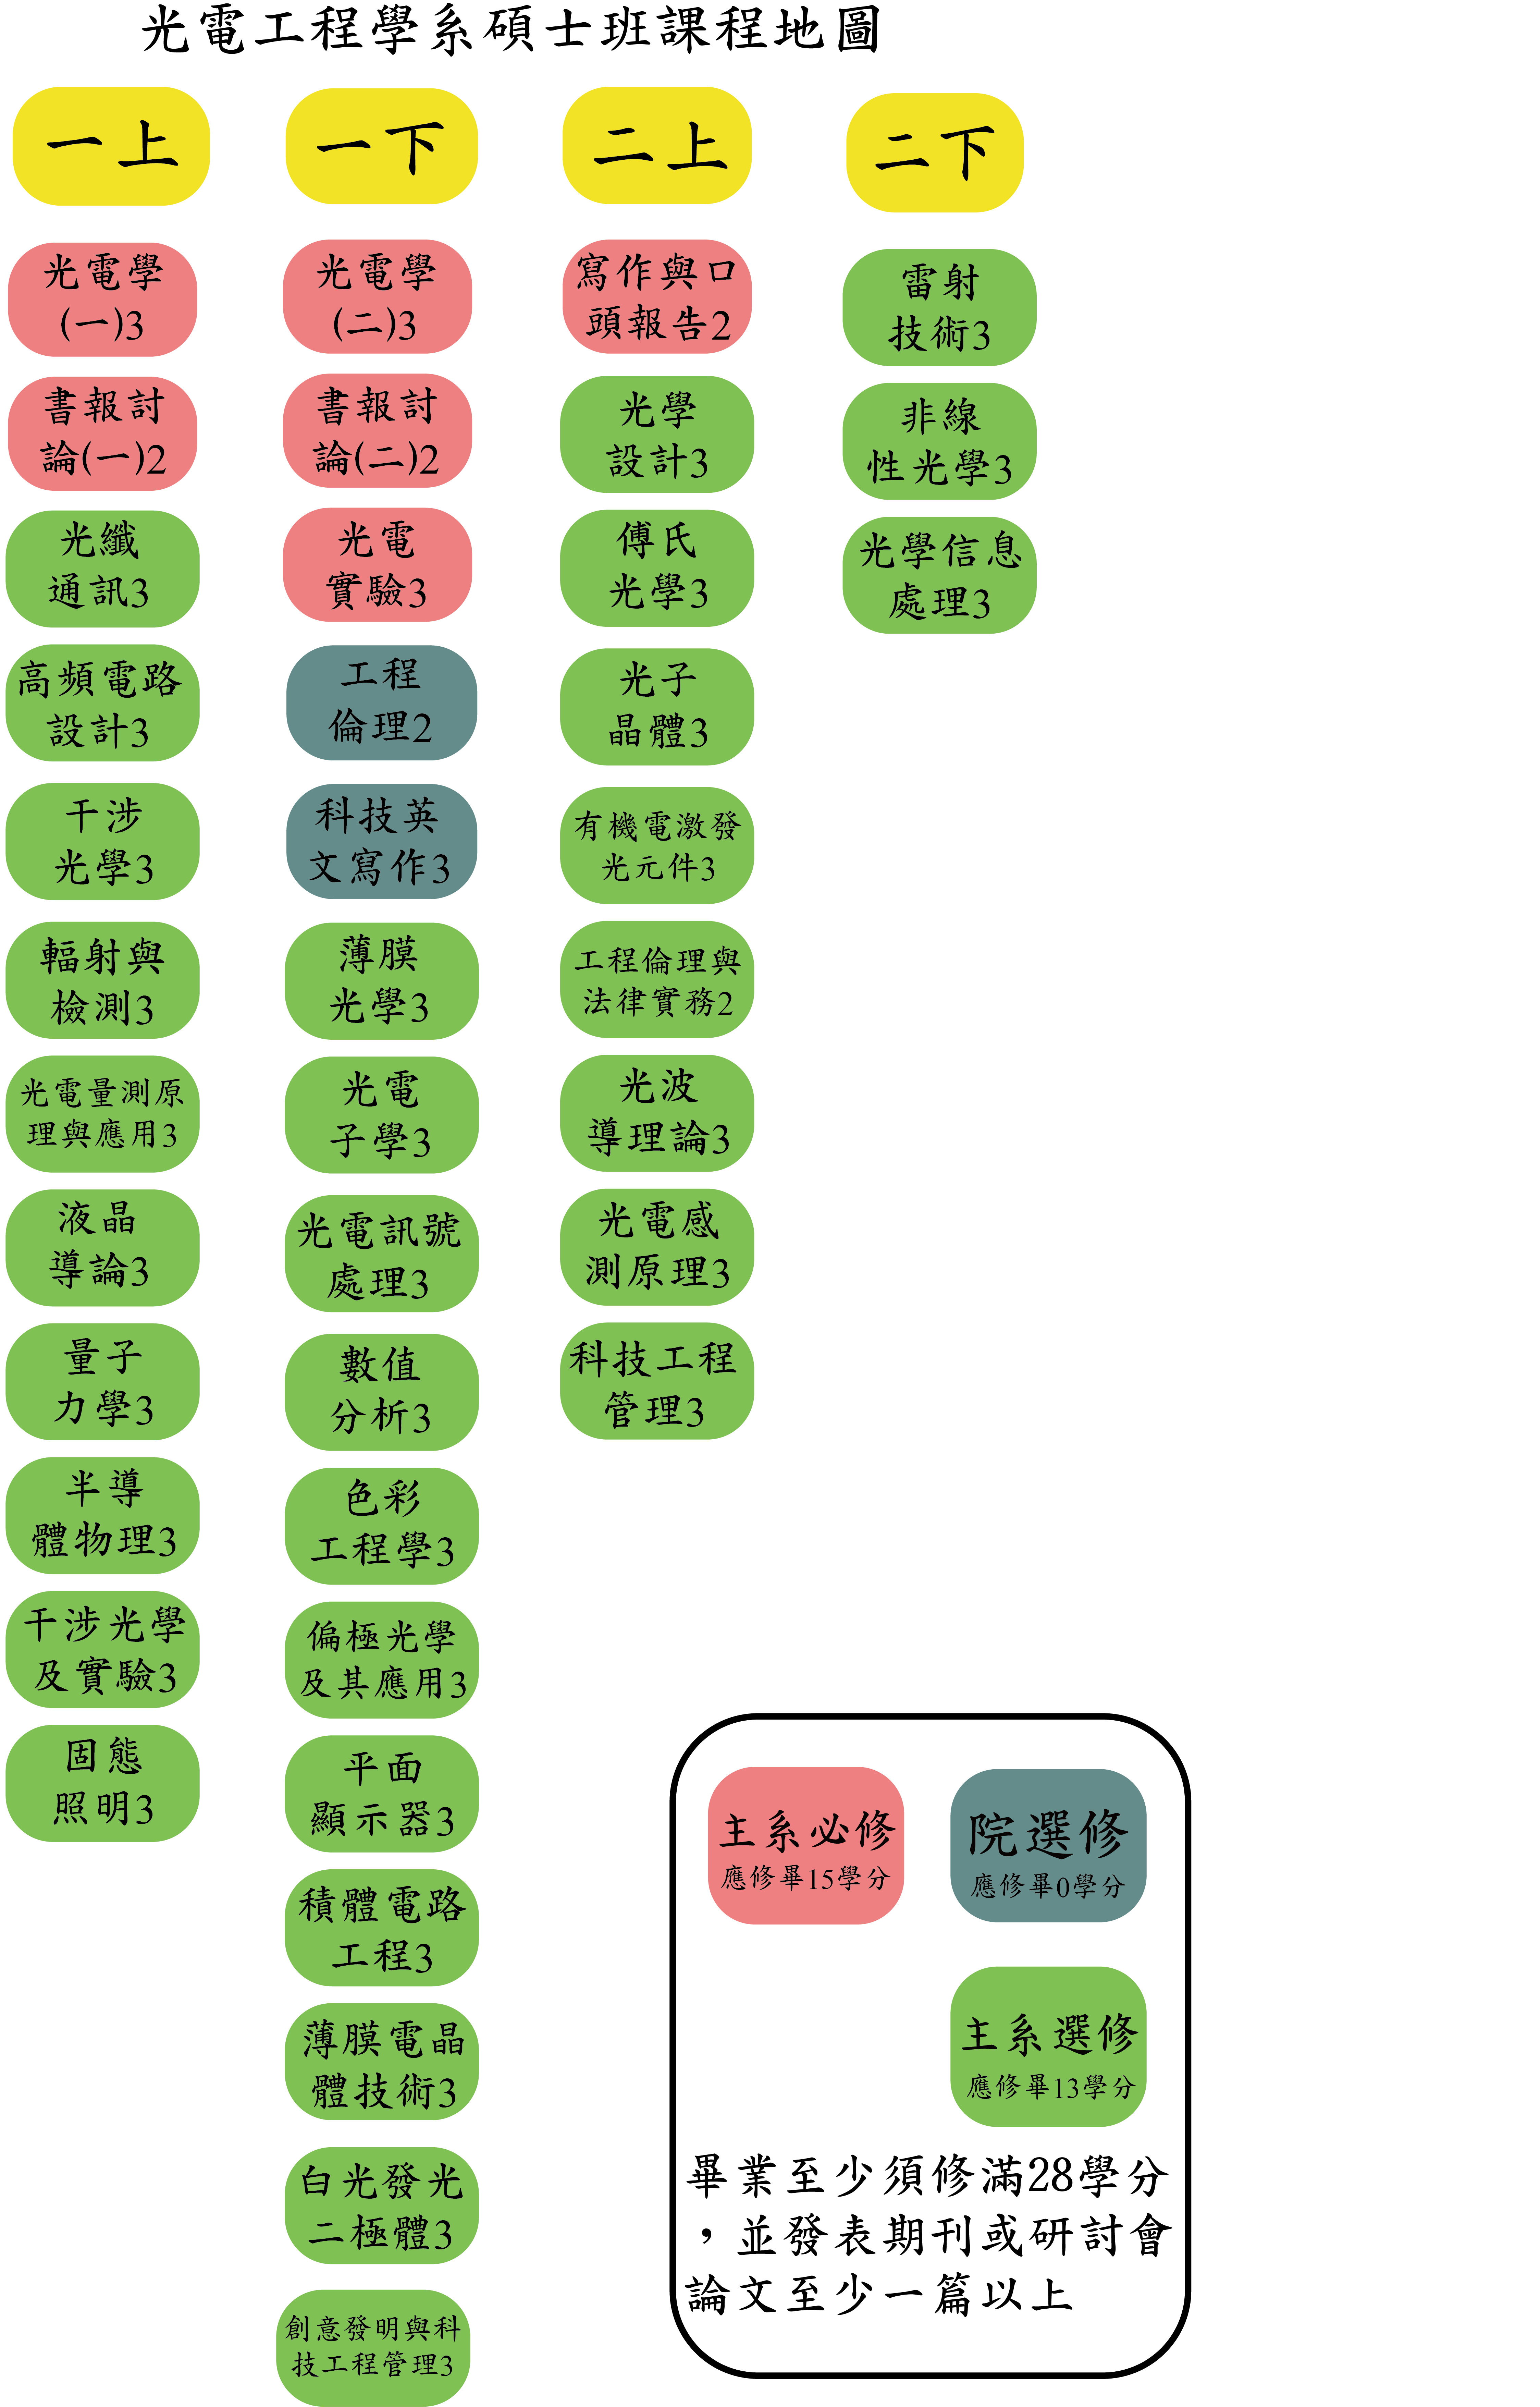 光電工程學系碩士班課程地圖
一上
光電學
(一)3
書報討
論(一)2
光纖
通訊3
高頻電路
設計3
干涉
光學3
輻射與
檢測3
光電量測原
理與應用3
液晶
導論3
量子
力學3
半導
體物理3
干涉光學
及實驗3
固態
照明3
一下
光電學
(二)3
書報討
論(二)2
光電
實驗3
工程
倫理2
科技英
文寫作3
薄膜
光學3
光電
子學3
光電訊號
處理3
數值
分析3
色彩
工程學3
偏極光學
及其應用3
平面
顯示器3
積體電路
工程3
薄膜電晶
體技術3
白光發光
二極體3
創意發明與科
技工程管理3
二上
寫作與口
頭報告2
光學
設計3
傅氏
光學3
光子
晶體3
有機電激發
光元件3
工程倫理與
法律實務2
光波
導理論3
光電感
測原理3
科技工程
管理3
二下
雷射
技術3
非線
性光學3
光學信息
處理3
主系必修
應修畢15學分
院選修
應修畢0學分
主系選修
應修畢13學分
畢業至少須修滿28學分
，並發表期刊或研討會
論文至少一篇以上